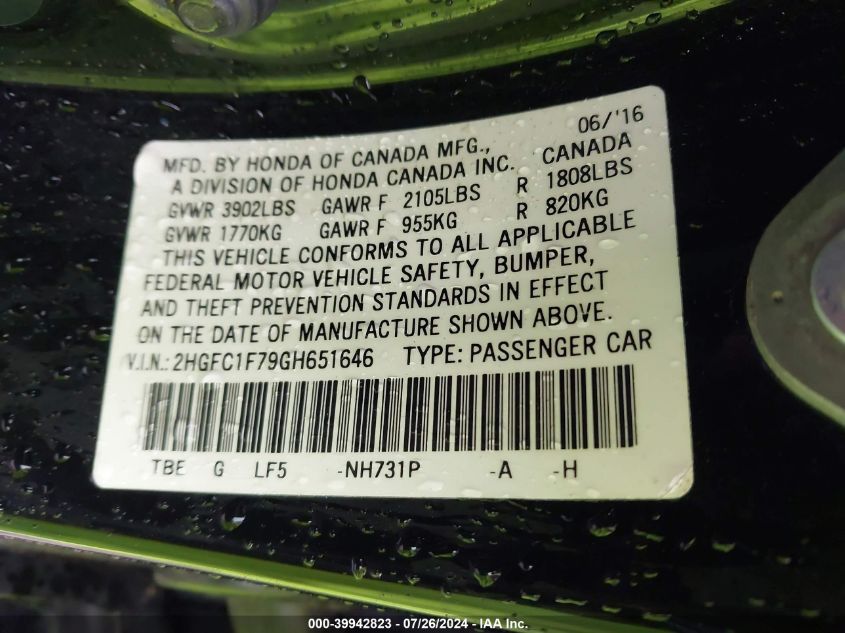 06/'16
MFD. BY HONDA OF CANADA MFG., CANADA
A DIVISION OF HONDA CANADA INC.
GVWR 3902LBS GAWR F 2105LBS R 1808LBS
GVWR 1770KG GAWR F 955KG R 820KG
THIS VEHICLE CONFORMS TO ALL APPLICABLE
FEDERAL MOTOR VEHICLE SAFETY, BUMPER,
AND THEFT PREVENTION STANDARDS IN EFFECT
ON THE DATE OF MANUFACTURE SHOWN ABOVE.
V.I.N.: 2HGFC1F79GH651646 TYPE: PASSENGER CAR
TBE G LF5 -NH731P -A -H
000-39942823 - 07/26/2024 - IAA Inc.